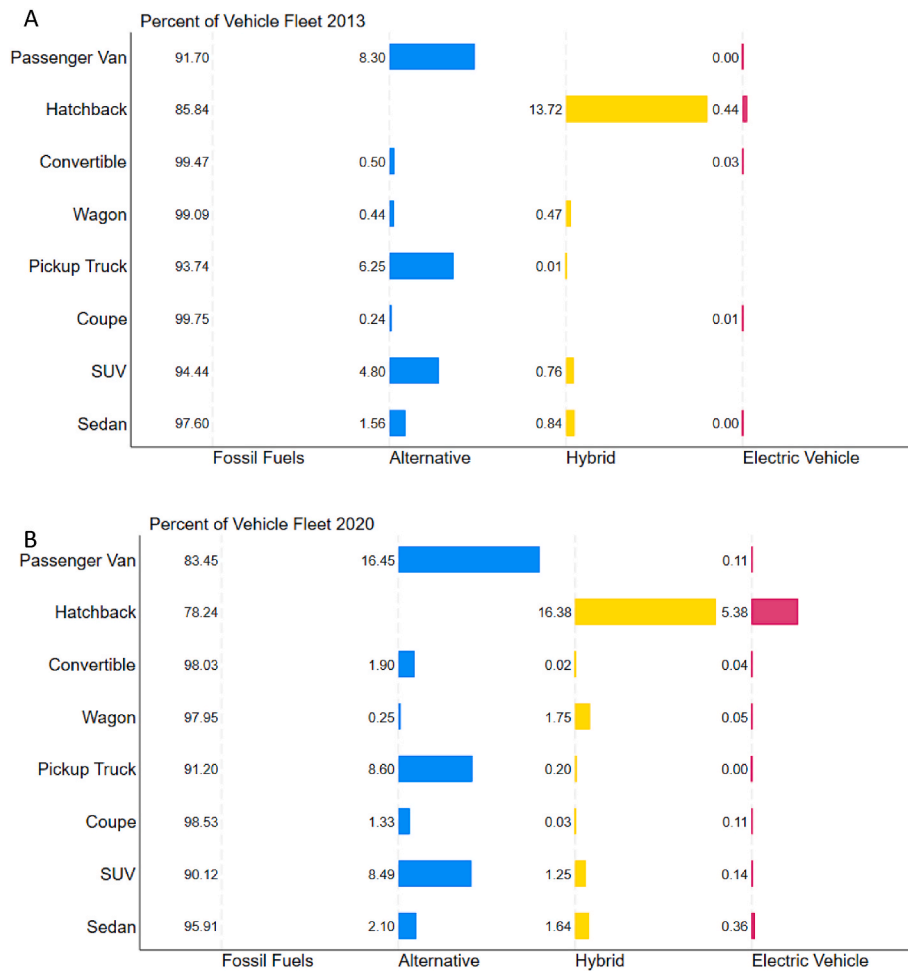 A
Percent of Vehicle Fleet 2013
Passenger Van 91.70 8.30 0.00
Hatchback 85.84 13.72 0.44
Convertible 99.47 0.50 0.03
Wagon 99.09 0.44 0.47
Pickup Truck 93.74 6.25 0.01
Coupe 99.75 0.24 0.01
SUV 94.44 4.80 0.76
Sedan 97.60 1.56 0.84 0.00
Fossil Fuels Alternative Hybrid Electric Vehicle
Percent of Vehicle Fleet 2020
B
Passenger Van 83.45 16.45 0.11
Hatchback 78.24 16.38 5.38
Convertible 98.03 1.90 0.02 0.04
Wagon 97.95 0.25 1.75 0.05
Pickup Truck 91.20 8.60 0.20 0.00
Coupe 98.53 1.33 0.03 0.11
SUV 90.12 8.49 1.25 0.14
Sedan 95.91 2.10 1.64 0.36
Fossil Fuels Alternative Hybrid Electric Vehicle